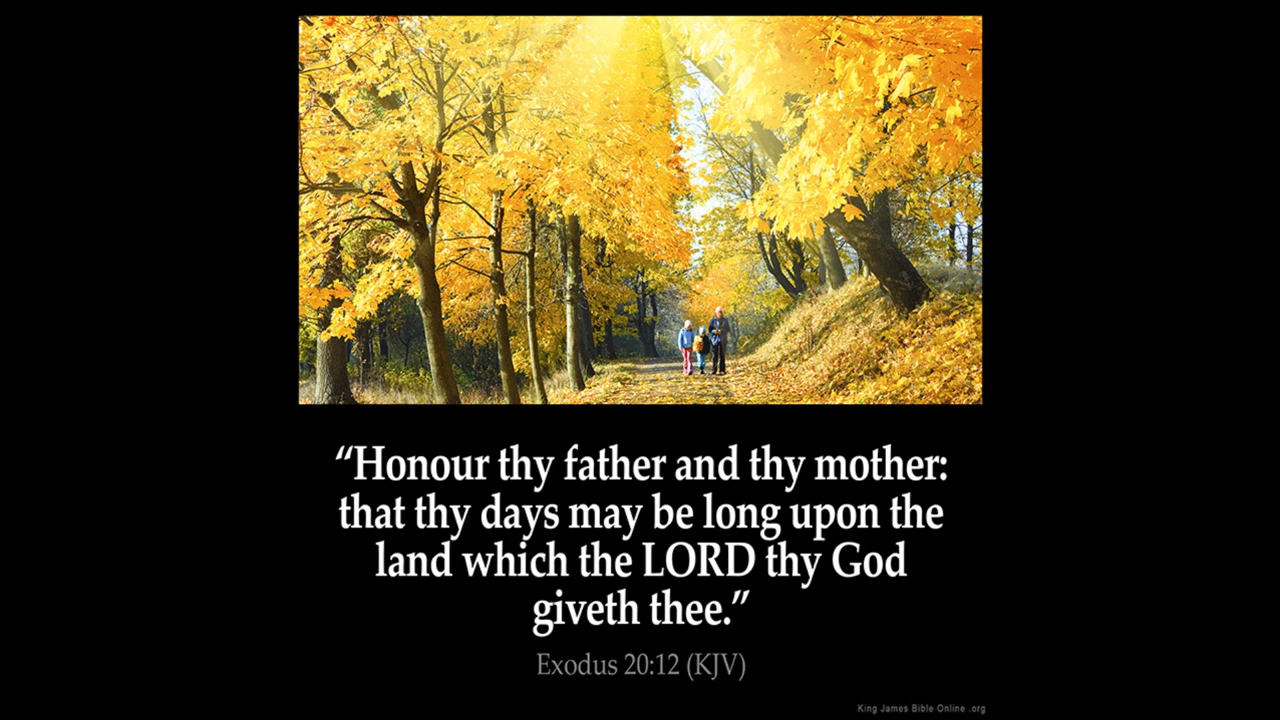 “Honour thy father and thy mother:
that thy days may be long upon the
land which the LORD thy God
giveth thee.”
Exodus 20:12 (KJV)
King James Bible Online .org